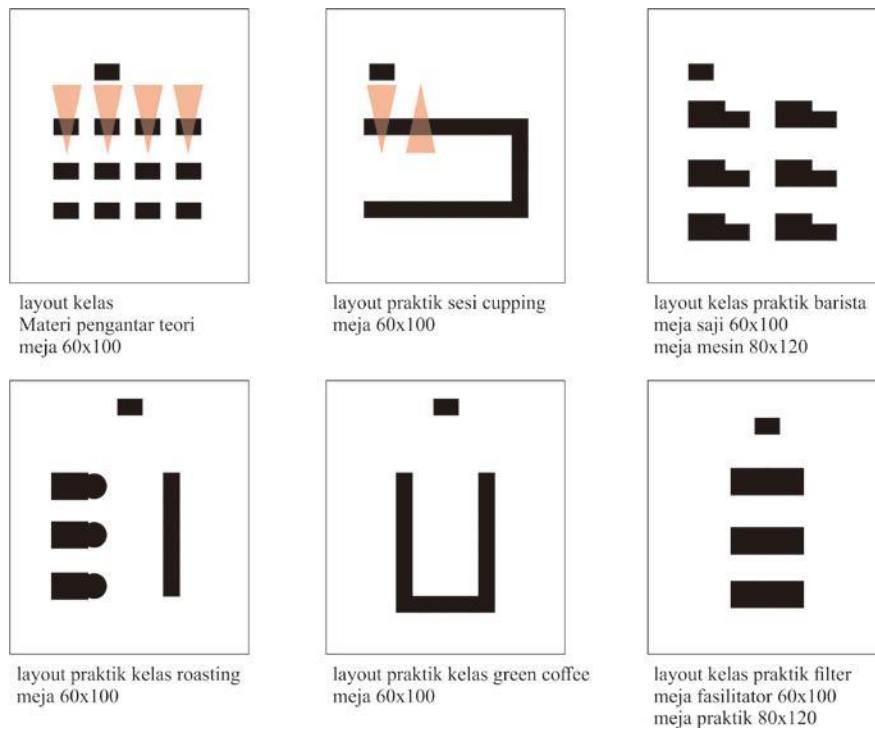 layout kelas
Materi pengantar teori
meja 60x100
layout praktik sesi cupping
meja 60x100
layout kelas praktik barista
meja saji 60x100
meja mesin 80x120
layout praktik kelas roasting
meja 60x100
layout praktik kelas green coffee
meja 60x100
layout kelas praktik filter
meja fasilitator 60x100
meja praktik 80x120